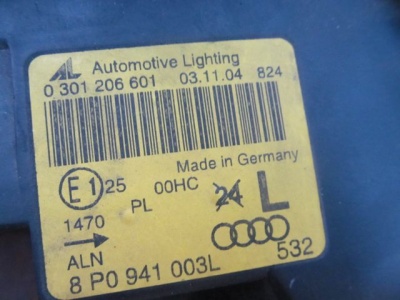 AL Automotive Lighting
0 301 206 601 03.11.04 824
Made in Germany
E1 25 00HC 24 L
PL
1470
ALN
532
8 P0 941 003L